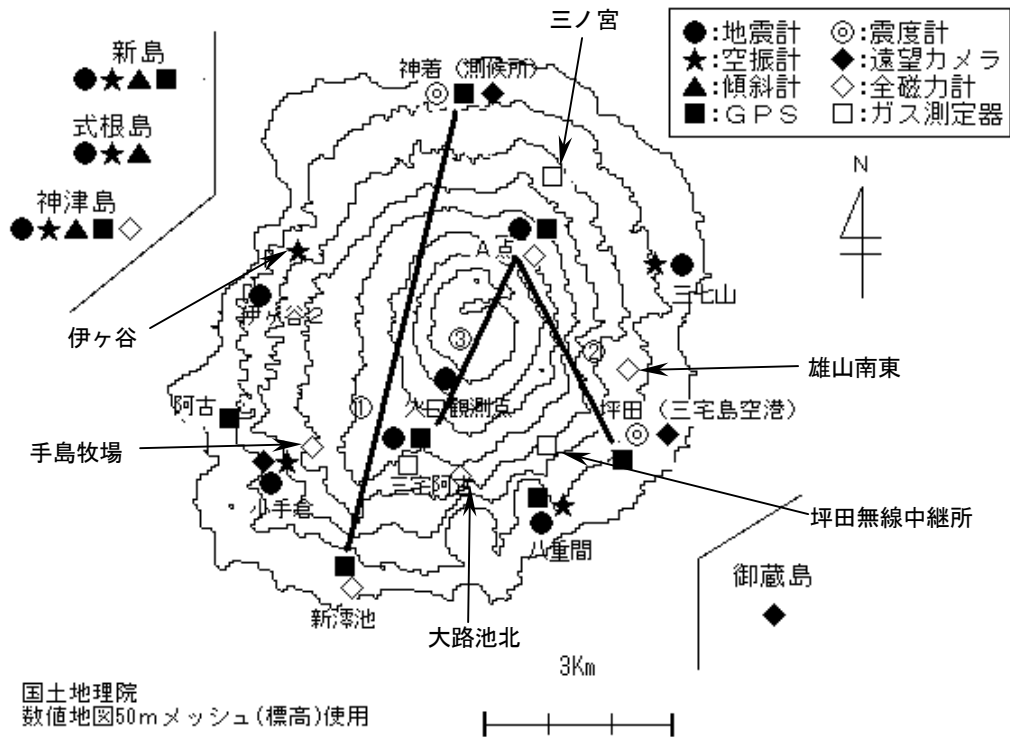 三ノ宮
●:地震計 ◎:震度計
★:空振計 ◆:遠望カメラ
▲:傾斜計 ◇:全磁力計
■:GPS □:ガス測定器
新島
神着(測候所)
式根島
N
神津島
A点
三七山
伊ヶ谷
伊ヶ谷2
③
②
雄山南東
阿古
①
火口観測点
坪田(三宅島空港)
手島牧場
三宅阿古
小手倉
坪田無線中継所
八重間
御蔵島
新澪池
大路池北
3Km
国土地理院
数値地図50mメッシュ(標高)使用